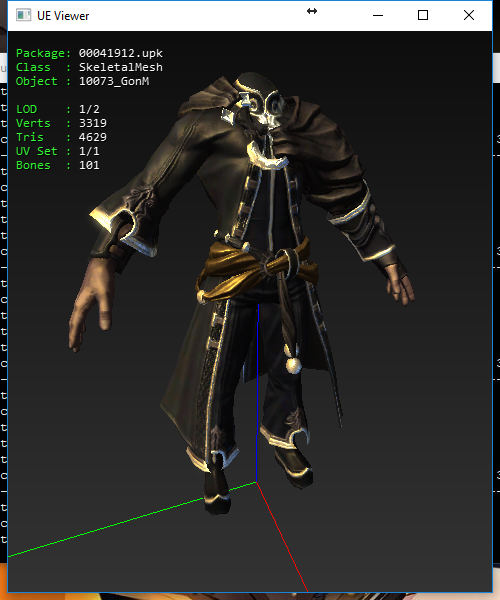 UE Viewer
Package: 00041912.upk
Class : SkeletalMesh
Object : 10073_GonM
LOD : 1/2
Verts : 3319
Tris : 4629
UV Set : 1/1
Bones : 101